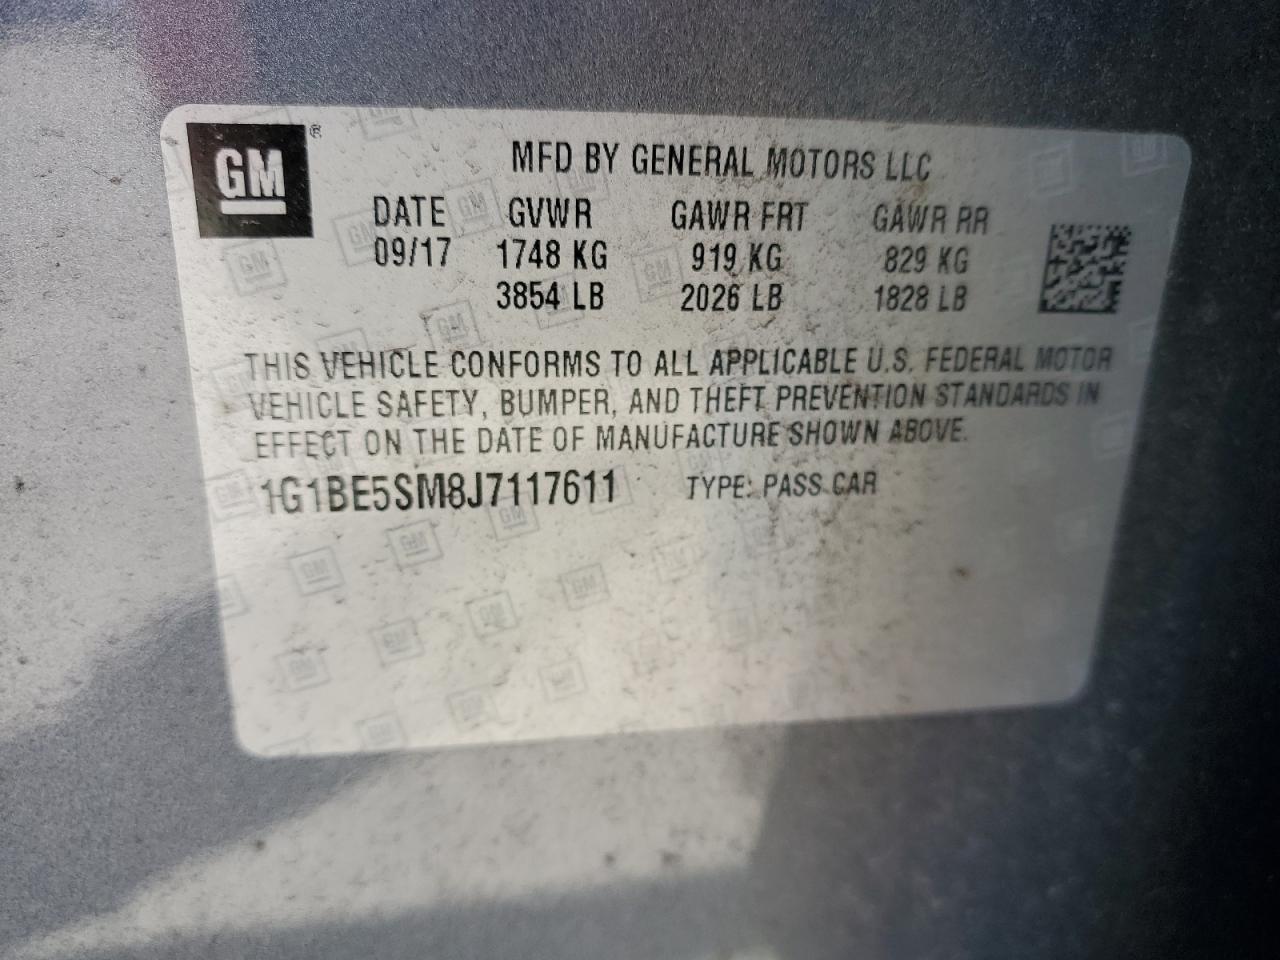 GM ®
MFD BY GENERAL MOTORS LLC
DATE GVWR GAWR FRT GAWR RR
09/17 1748 KG 919 KG 829 KG
3854 LB 2026 LB 1828 LB
THIS VEHICLE CONFORMS TO ALL APPLICABLE U.S. FEDERAL MOTOR
VEHICLE SAFETY, BUMPER, AND THEFT PREVENTION STANDARDS IN
EFFECT ON THE DATE OF MANUFACTURE SHOWN ABOVE.
1G1BE5SM8J7117611 TYPE: PASS CAR